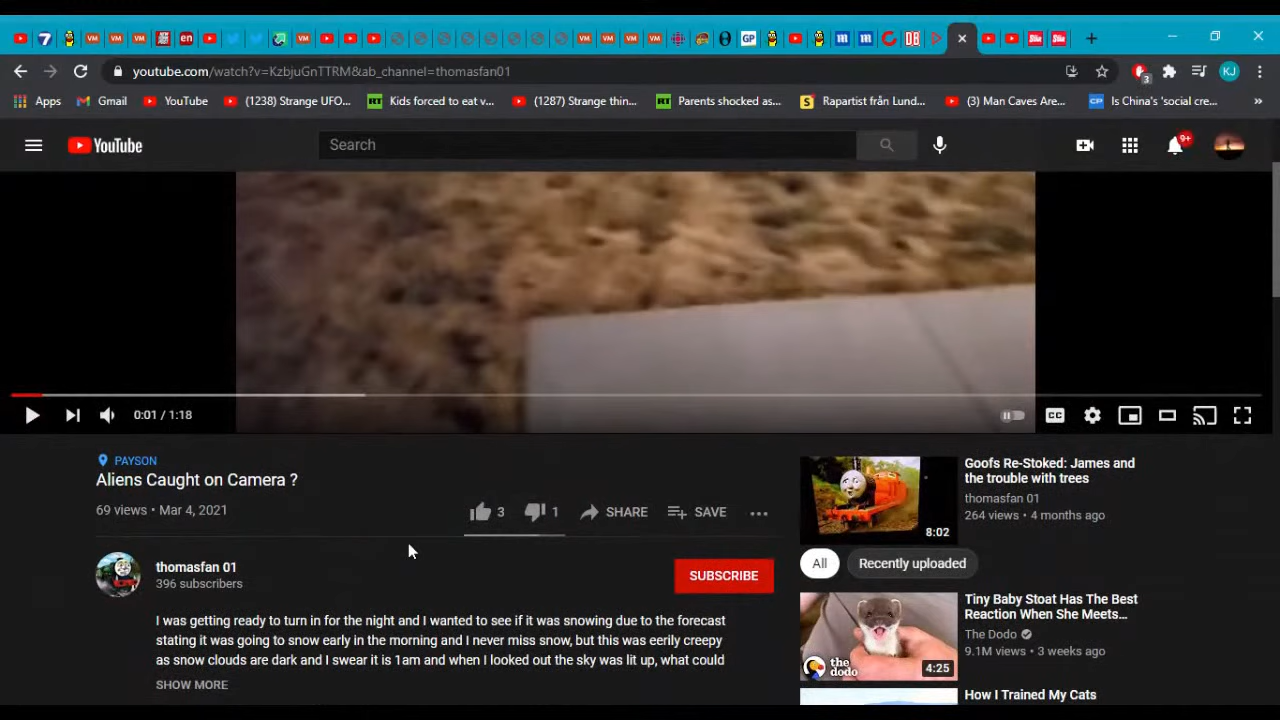 youtube.com/watch?v=KzbjuGnTTRM&ab_channel=thomasfan01
KJ
3
Apps Gmail YouTube (1238) Strange UFO... Kids forced to eat v... (1287) Strange thin... Parents shocked as... Rapartist från Lund... (3) Man Caves Are... Is China's 'social cre... »
YouTube
Search
9+
0:01 / 1:18
CC
PAYSON
Aliens Caught on Camera ?
69 views • Mar 4, 2021
3 1 SHARE SAVE ...
thomasfan 01
396 subscribers
SUBSCRIBE
I was getting ready to turn in for the night and I wanted to see if it was snowing due to the forecast
stating it was going to snow early in the morning and I never miss snow, but this was eerily creepy
as snow clouds are dark and I swear it is 1am and when I looked out the sky was lit up, what could
SHOW MORE
8:02
Goofs Re-Stoked: James and
the trouble with trees
thomasfan 01
264 views • 4 months ago
All Recently uploaded
the
dodo
4:25
Tiny Baby Stoat Has The Best
Reaction When She Meets...
The Dodo
9.1M views • 3 weeks ago
How I Trained My Cats